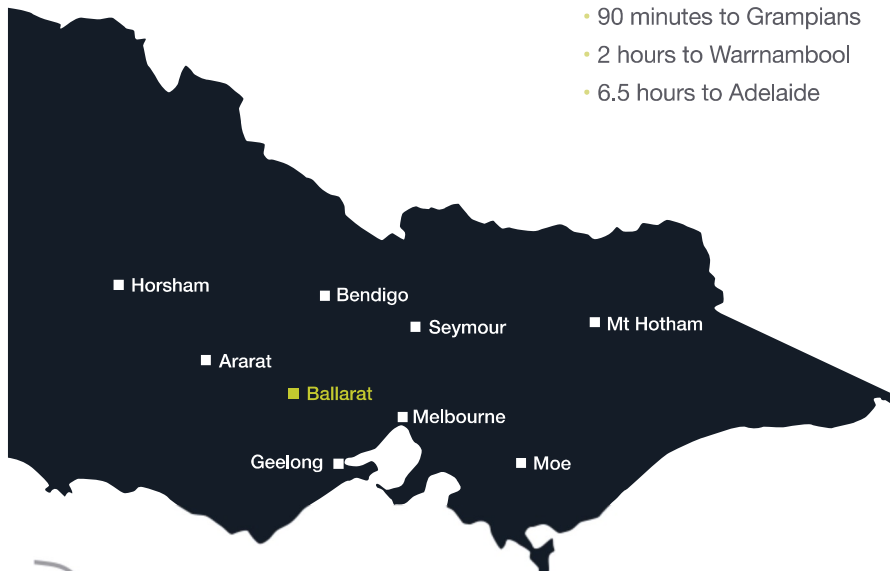 • 90 minutes to Grampians
• 2 hours to Warrnambool
• 6.5 hours to Adelaide
Horsham
Bendigo
Seymour
Mt Hotham
Ararat
Ballarat
Melbourne
Geelong
Moe